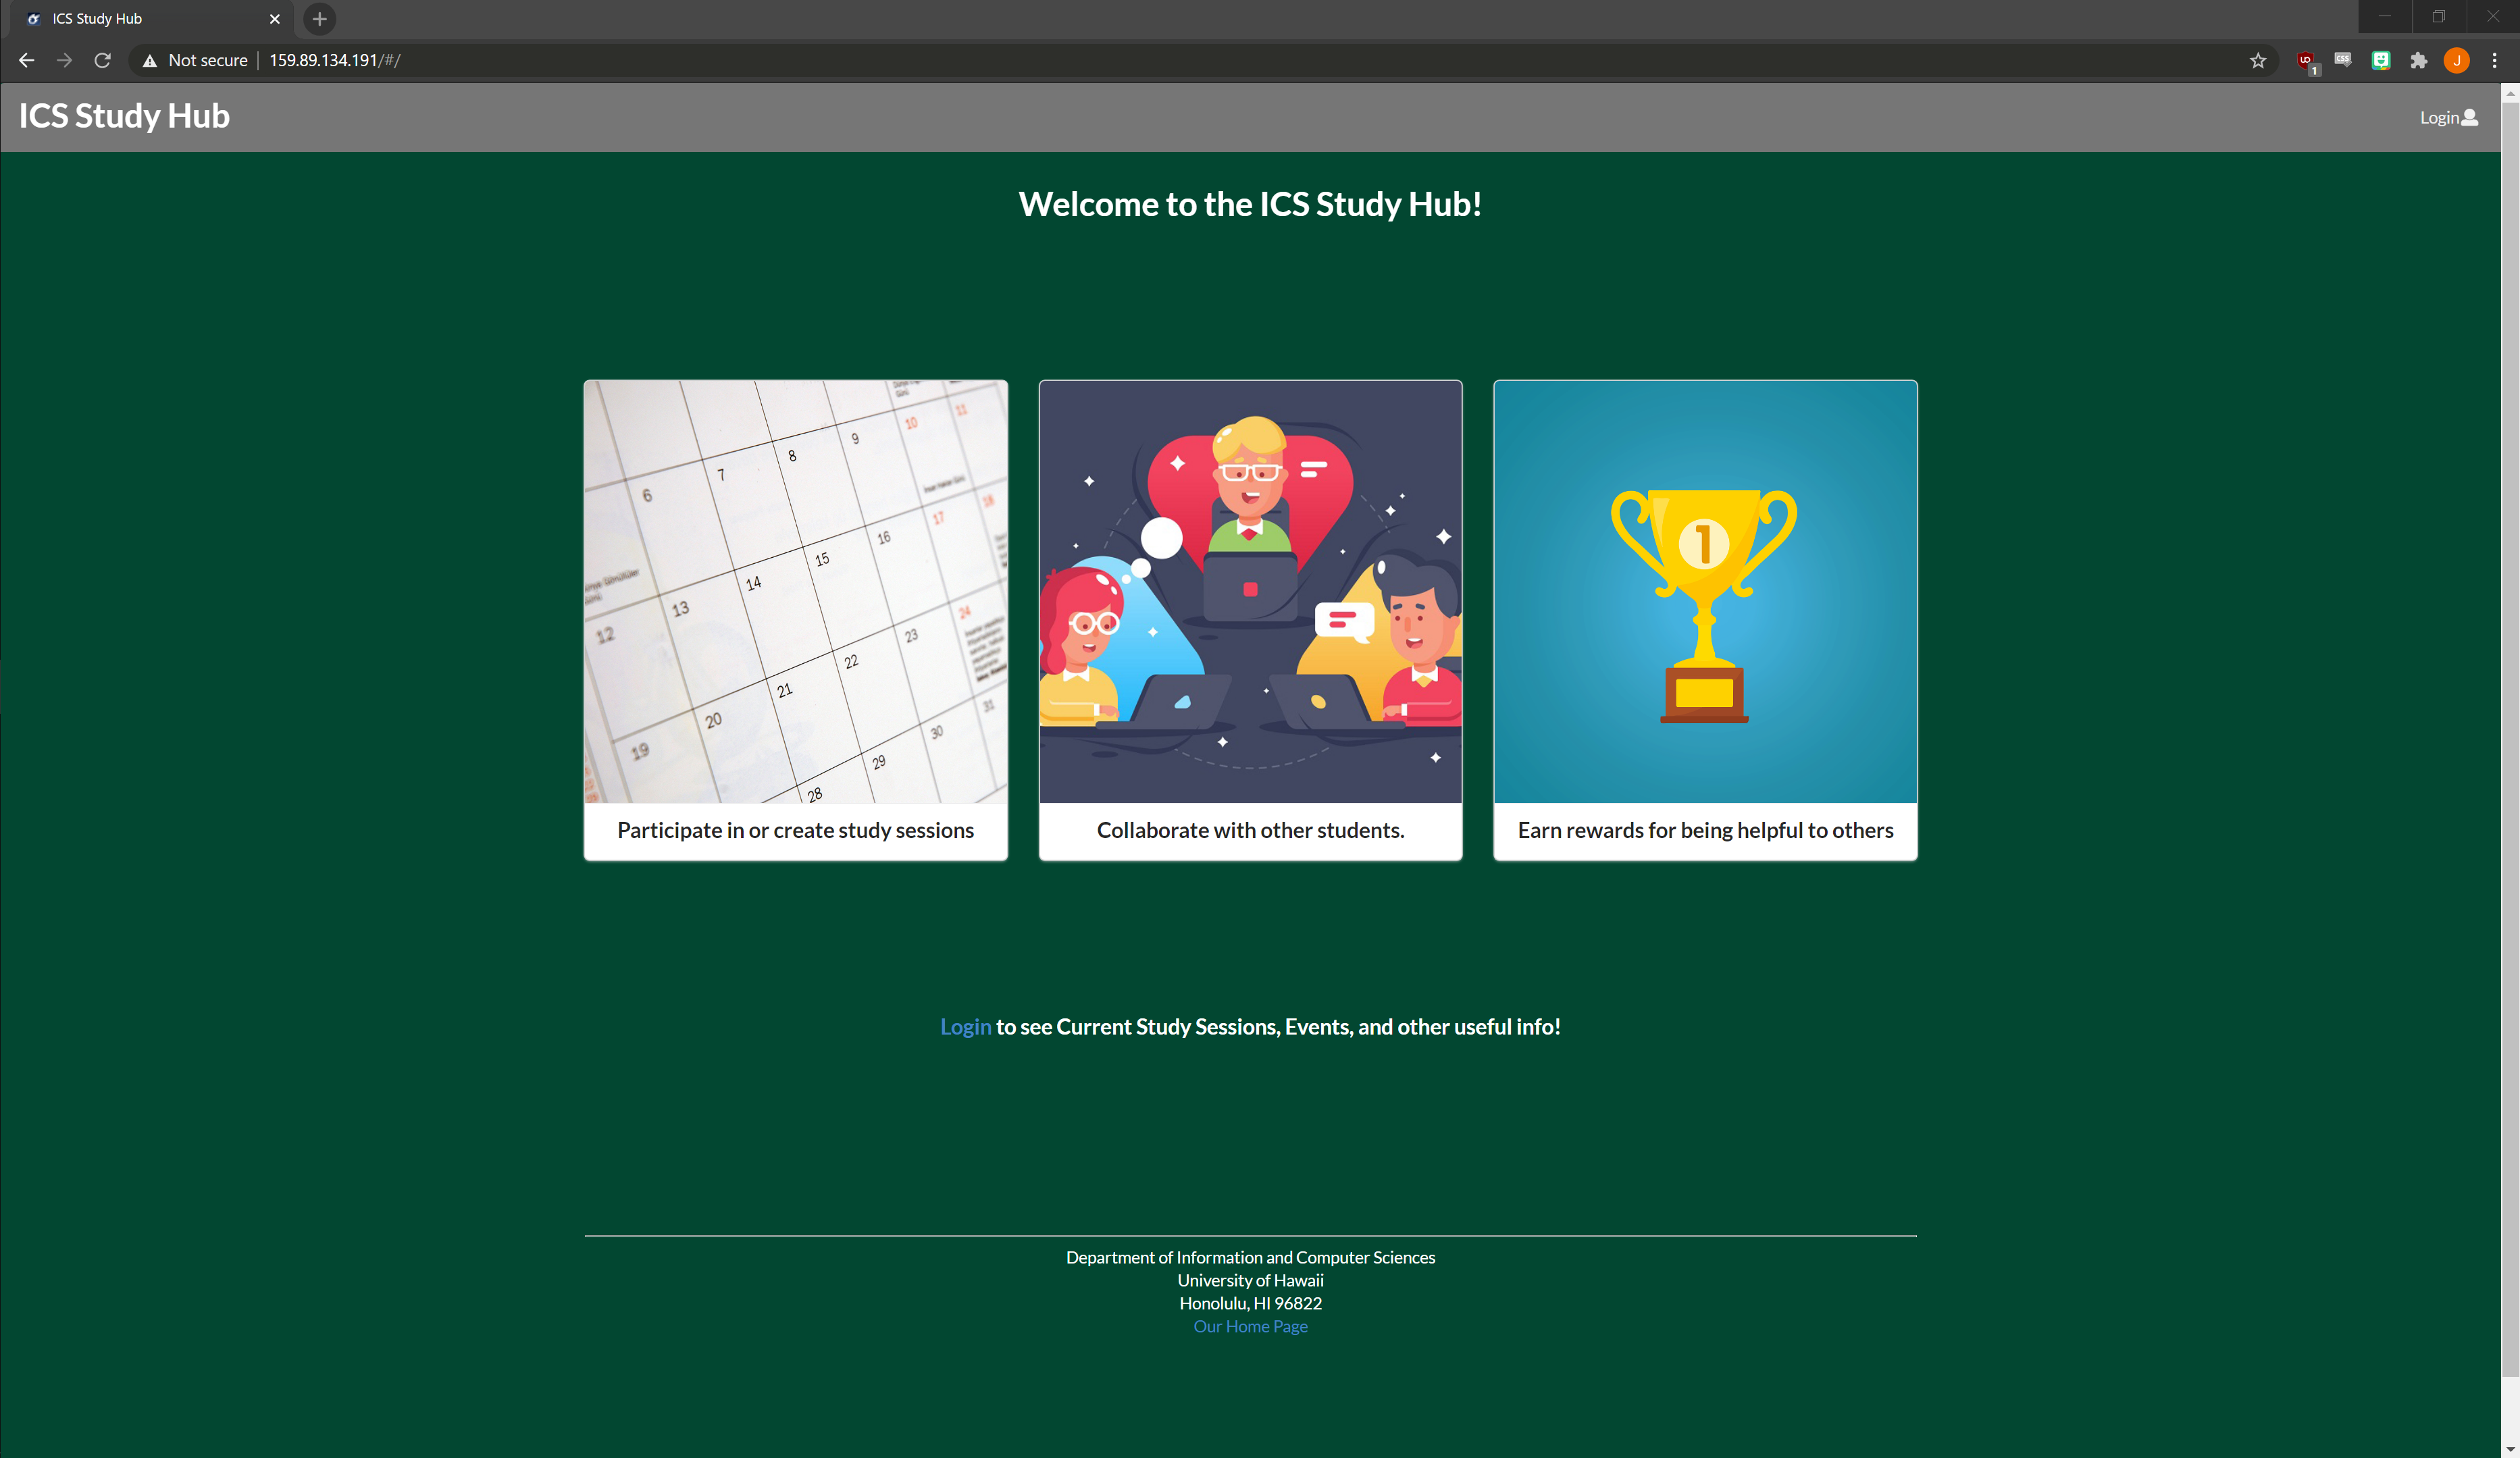 ICS Study Hub
Not secure | 159.89.134.191/#/
1
J
ICS Study Hub
Login
Welcome to the ICS Study Hub!
9
10
11
6
7
8
12
13
14
15
16
17
18
19
20
21
22
23
24
28
29
30
31
1
Participate in or create study sessions
Collaborate with other students.
Earn rewards for being helpful to others
Login to see Current Study Sessions, Events, and other useful info!
Department of Information and Computer Sciences
University of Hawaii
Honolulu, HI 96822
Our Home Page